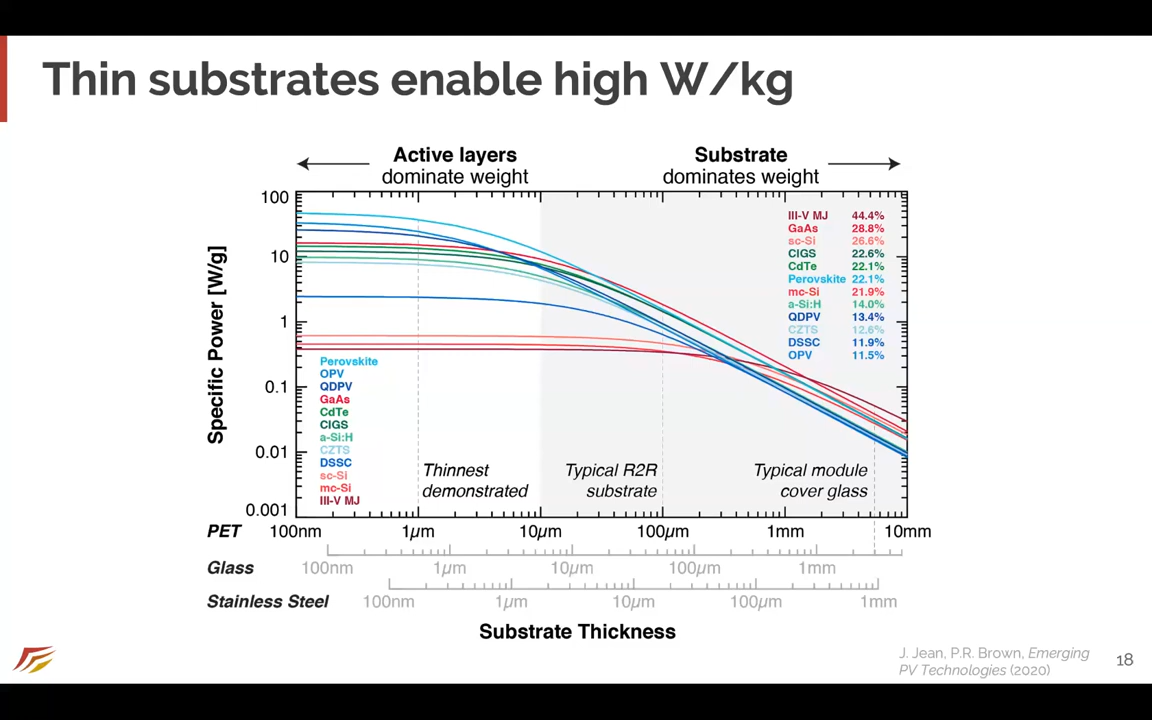 Thin substrates enable high W/kg
Active layers
dominate weight
Substrate
dominates weight
Specific Power [W/g]
100
10
1
0.1
0.01
0.001
III-V MJ 44.4%
GaAs 28.8%
sc-Si 26.6%
CIGS 22.6%
CdTe 22.1%
Perovskite 22.1%
mc-Si 21.9%
a-Si:H 14.0%
QDPV 13.4%
CZTS 12.6%
DSSC 11.9%
OPV 11.5%
Perovskite
OPV
QDPV
GaAs
CdTe
CIGS
a-Si:H
CZTS
DSSC
sc-Si
mc-Si
III-V MJ
Thinnest
demonstrated
Typical R2R
substrate
Typical module
cover glass
PET 100nm 1µm 10µm 100µm 1mm 10mm
Glass 100nm 1µm 10µm 100µm 1mm
Stainless Steel 100nm 1µm 10µm 100µm 1mm
Substrate Thickness
J. Jean, P.R. Brown, Emerging
PV Technologies (2020)
18